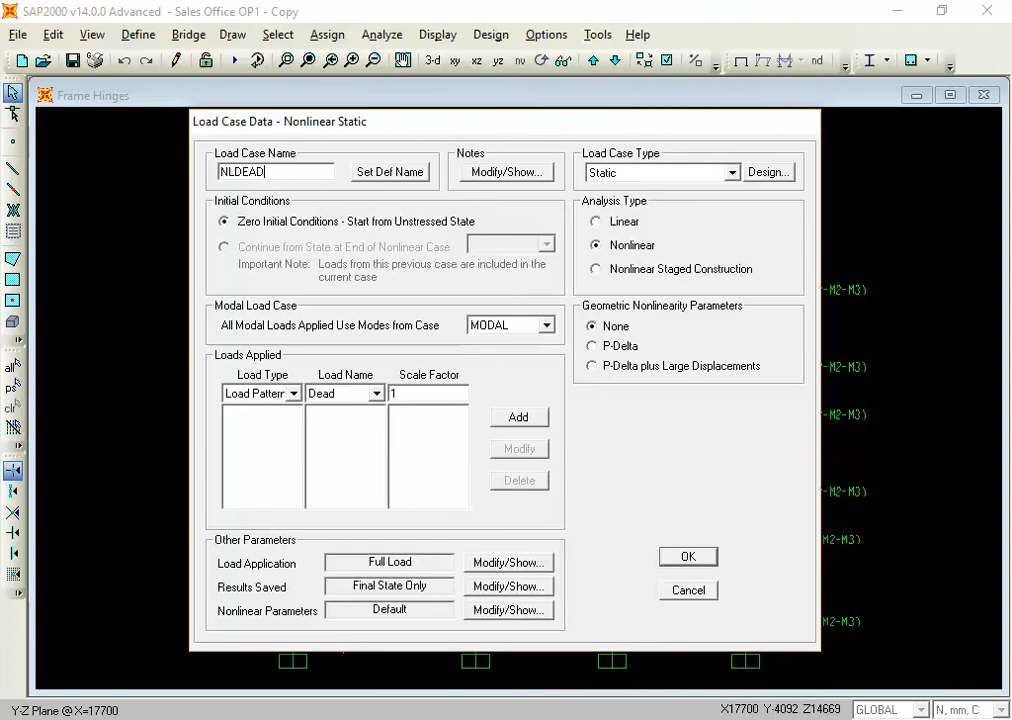 SAP2000 v14.0.0 Advanced - Sales Office OP1 - Copy
File Edit View Define Bridge Draw Select Assign Analyze Display Design Options Tools Help
3-d xy xz yz nv nd
Frame Hinges
Load Case Data - Nonlinear Static
Load Case Name
NLDEAD
Set Def Name
Notes
Modify/Show...
Load Case Type
Static
Design...
Initial Conditions
Zero Initial Conditions - Start from Unstressed State
Continue from State at End of Nonlinear Case
Important Note: Loads from this previous case are included in the
current case
Analysis Type
Linear
Nonlinear
Nonlinear Staged Construction
Modal Load Case
All Modal Loads Applied Use Modes from Case
MODAL
Geometric Nonlinearity Parameters
None
P-Delta
P-Delta plus Large Displacements
Loads Applied
Load Type Load Name Scale Factor
Load Pattern Dead 1
Add
Modify
Delete
Other Parameters
Load Application Full Load Modify/Show...
Results Saved Final State Only Modify/Show...
Nonlinear Parameters Default Modify/Show...
OK
Cancel
-M2-M3)
-M2-M3)
-M2-M3)
-M2-M3)
M2-M3)
M2-M3)
all
ps
clr
Y-Z Plane @ X=17700
X17700 Y-4092 Z14669
GLOBAL
N, mm, C